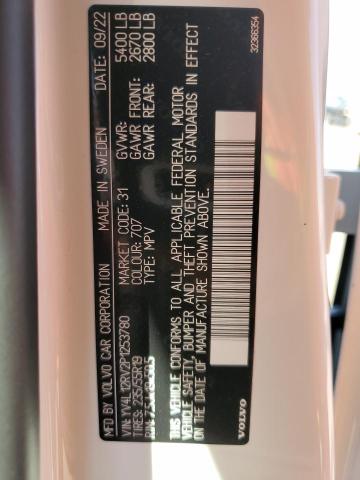 MFD BY VOLVO CAR CORPORATION MADE IN SWEDEN DATE: 09/22
VIN: YV4L12RV2P1253780 MARKET CODE: 31 GVWR: 5400 LB
TIRES: 235/55R19 COLOUR: 707 GAWR FRONT: 2670 LB
TYPE: MPV GAWR REAR: 2800 LB
THIS VEHICLE CONFORMS TO ALL APPLICABLE FEDERAL MOTOR
VEHICLE SAFETY, BUMPER AND THEFT PREVENTION STANDARDS IN EFFECT
ON THE DATE OF MANUFACTURE SHOWN ABOVE.
VOLVO 32366354